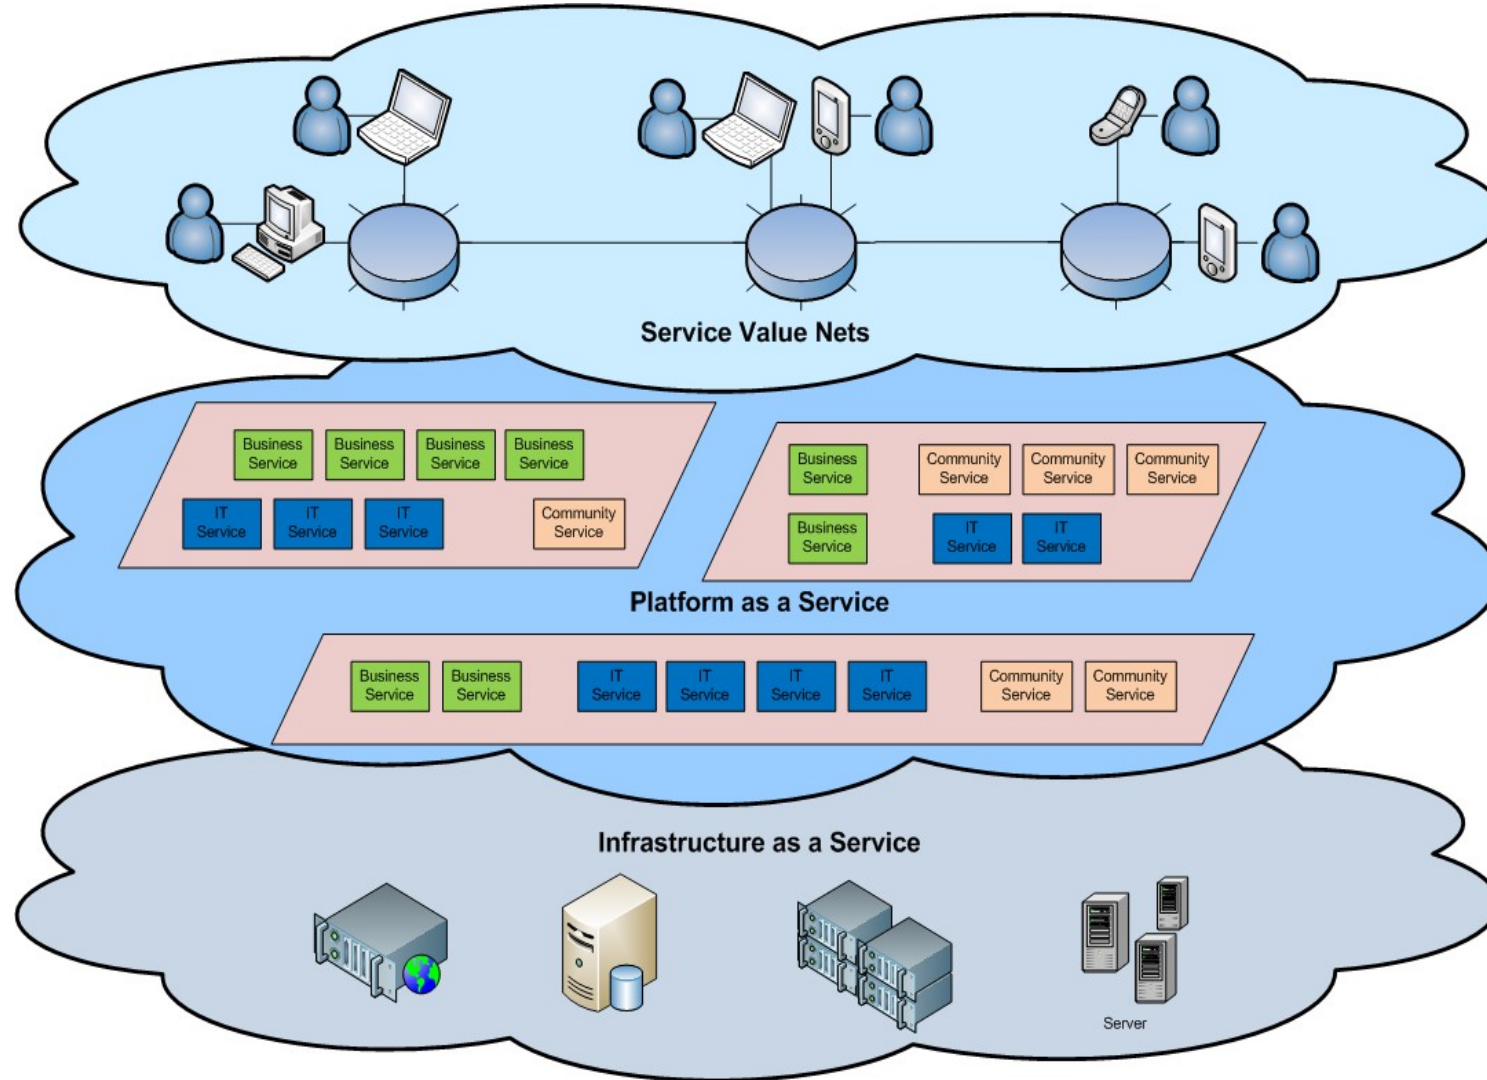 Service Value Nets
Business
Service
Business
Service
Business
Service
Business
Service
IT
Service
IT
Service
IT
Service
Community
Service
Business
Service
Community
Service
Community
Service
Community
Service
Business
Service
IT
Service
IT
Service
Platform as a Service
Business
Service
Business
Service
IT
Service
IT
Service
IT
Service
IT
Service
Community
Service
Community
Service
Infrastructure as a Service
Server